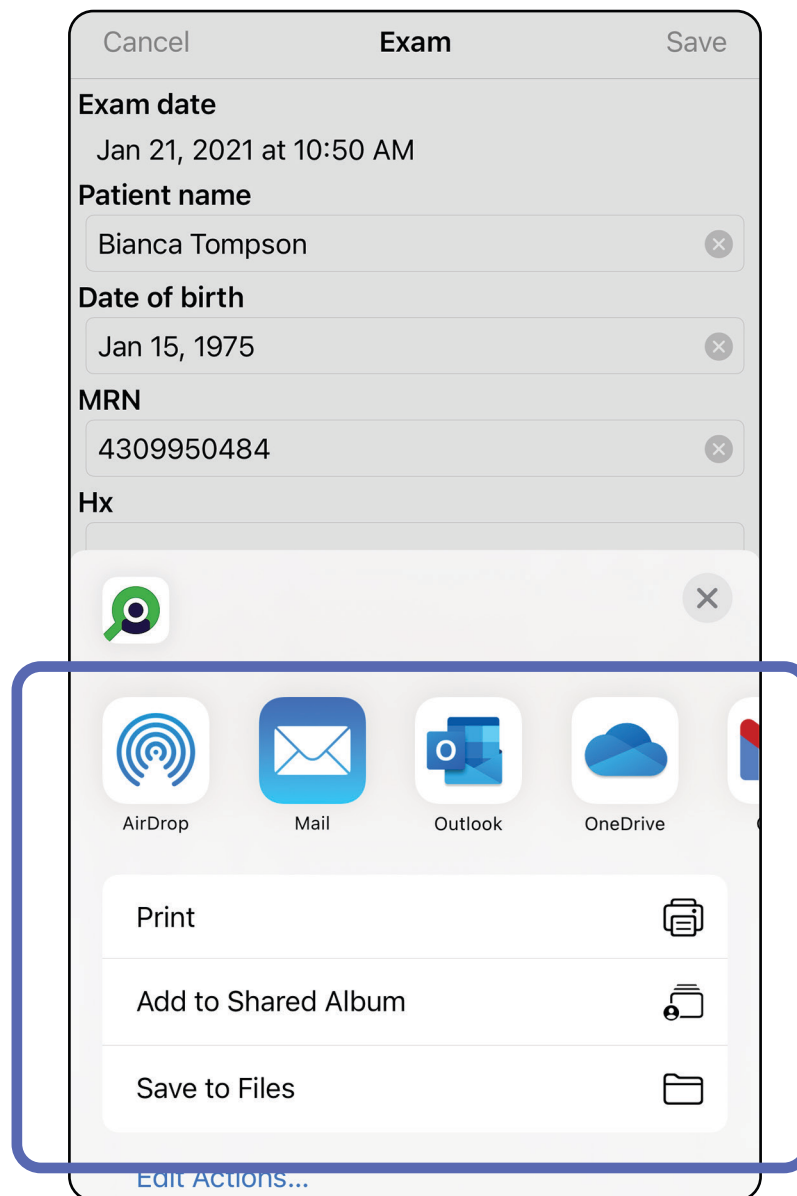 Cancel Exam Save
Exam date
Jan 21, 2021 at 10:50 AM
Patient name
Bianca Tompson
Date of birth
Jan 15, 1975
MRN
4309950484
Hx
AirDrop Mail Outlook OneDrive
Print
Add to Shared Album
Save to Files
Edit Actions...